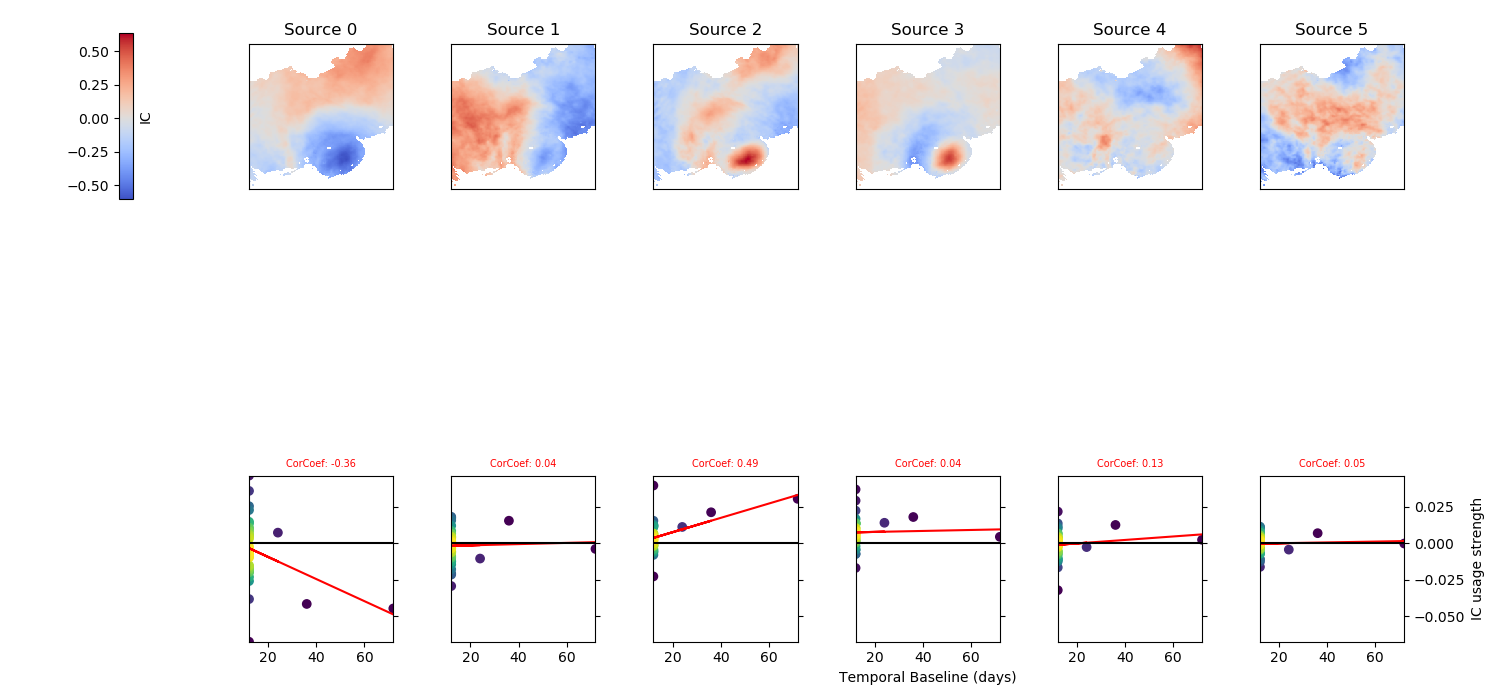 Source 0 Source 1 Source 2 Source 3 Source 4 Source 5
0.50
0.25
0.00
−0.25
−0.50
IC
CorCoef: -0.36 CorCoef: 0.04 CorCoef: 0.49 CorCoef: 0.04 CorCoef: 0.13 CorCoef: 0.05
0.025
0.000
−0.025
−0.050
IC usage strength
20 40 60 20 40 60 20 40 60 20 40 60 20 40 60 20 40 60
Temporal Baseline (days)